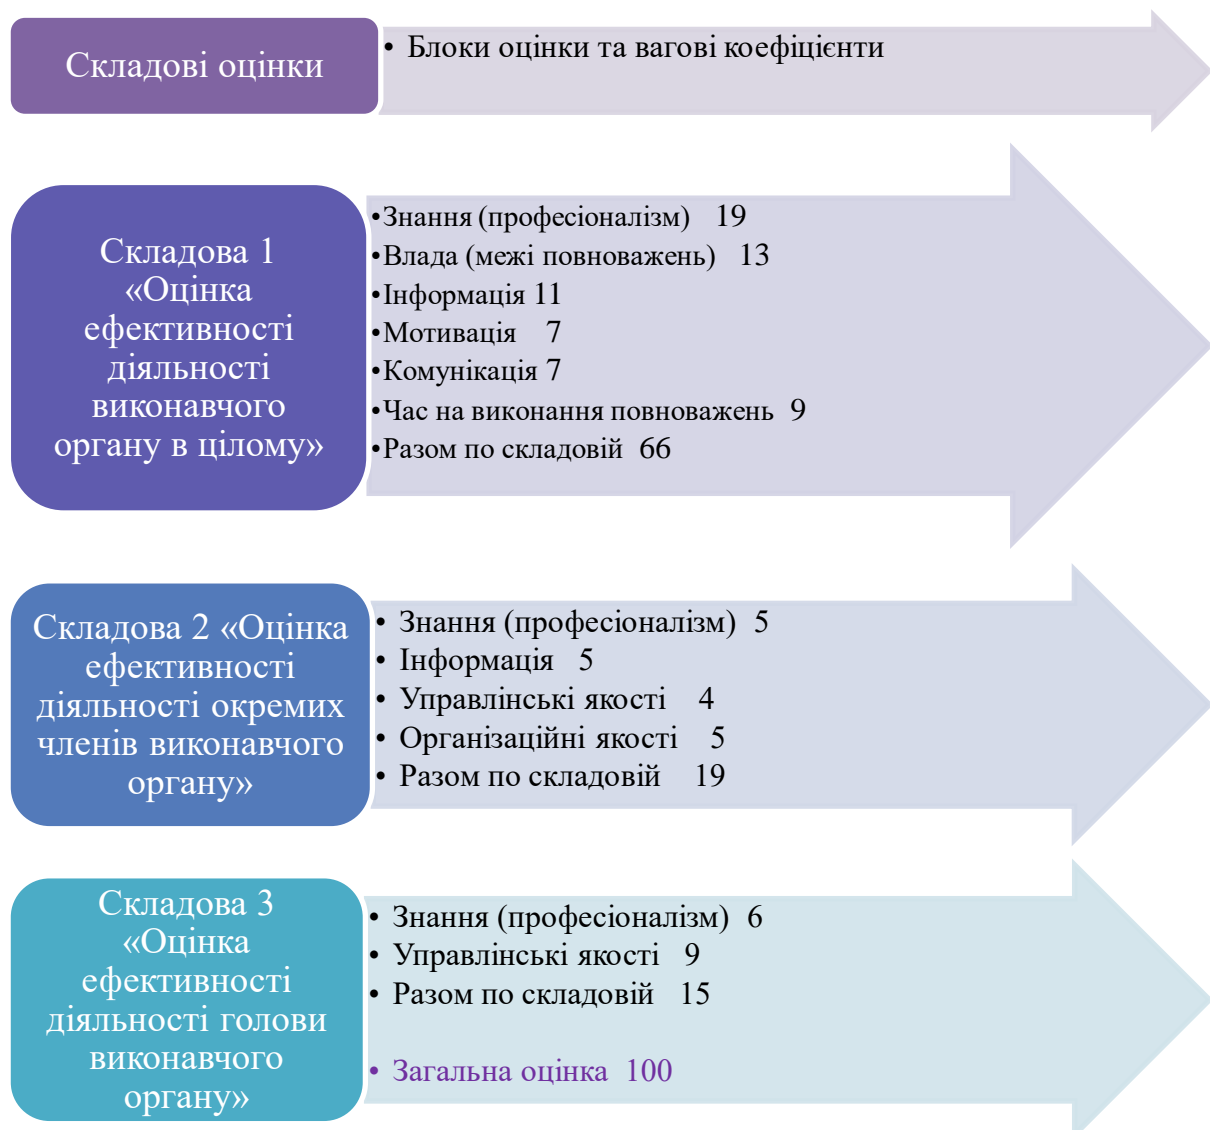 Складові оцінки
• Блоки оцінки та вагові коефіцієнти
Складова 1
«Оцінка
ефективності
діяльності
виконавчого
органу в цілому»
•Знання (професіоналізм) 19
•Влада (межі повноважень) 13
•Інформація 11
•Мотивація 7
•Комунікація 7
•Час на виконання повноважень 9
•Разом по складовій 66
Складова 2 «Оцінка
ефективності
діяльності окремих
членів виконавчого
органу»
• Знання (професіоналізм) 5
• Інформація 5
• Управлінські якості 4
• Організаційні якості 5
• Разом по складовій 19
Складова 3
«Оцінка
ефективності
діяльності голови
виконавчого
органу»
• Знання (професіоналізм) 6
• Управлінські якості 9
• Разом по складовій 15
• Загальна оцінка 100